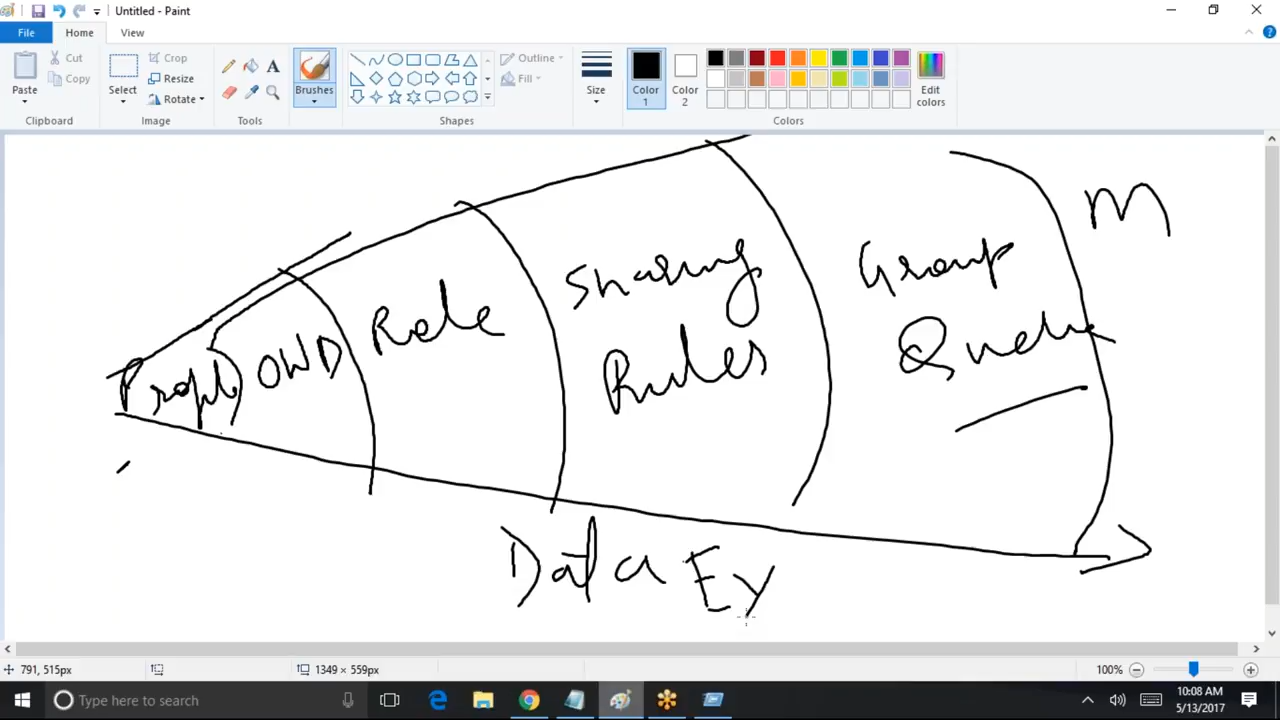 Untitled - Paint
File Home View
Paste
Cut
Copy
Clipboard
Select
Crop
Resize
Rotate
Image
A
Tools
Brushes
Outline
Fill
Shapes
Size
Color 1
Color 2
Edit colors
Colors
M
Sharing Rules
Group Queue
Role
OWD
Profile
Data Ey
791, 515px
1349 × 559px
100%
Type here to search
10:08 AM
5/13/2017